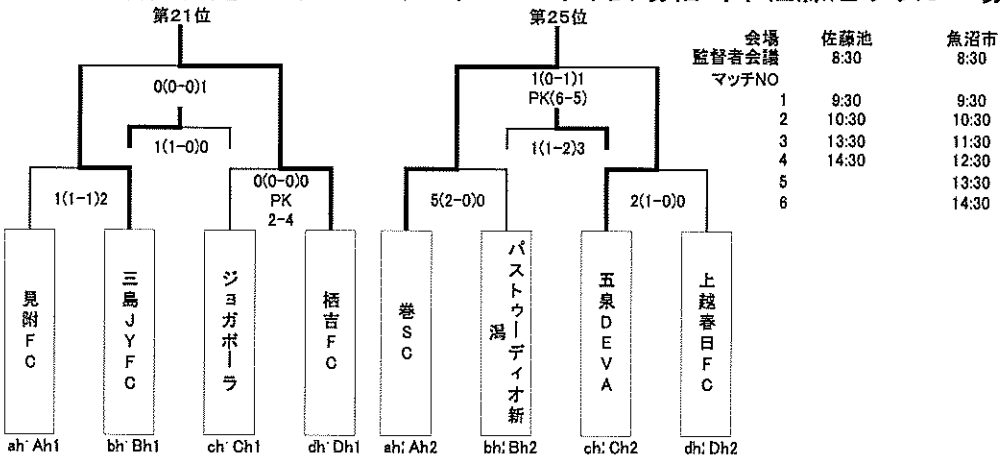 第21位
第25位
会場 佐藤池 魚沼市
監督者会議 8:30 8:30
マッチNO
1 9:30 9:30
2 10:30 10:30
3 13:30 11:30
4 14:30 12:30
5 13:30
6 14:30
0(0-0)1
1(0-1)1
PK(6-5)
1(1-0)0
1(1-2)3
1(1-1)2
0(0-0)0
PK
2-4
5(2-0)0
2(1-0)0
見附FC
三島JYFC
ジョガボーラ
栖吉FC
巻SC
パストゥーディオ新潟
五泉DEVA
上越春日FC
ah' Ah1
bh' Bh1
ch' Ch1
dh' Dh1
ah; Ah2
bh; Bh2
ch; Ch2
dh; Dh2